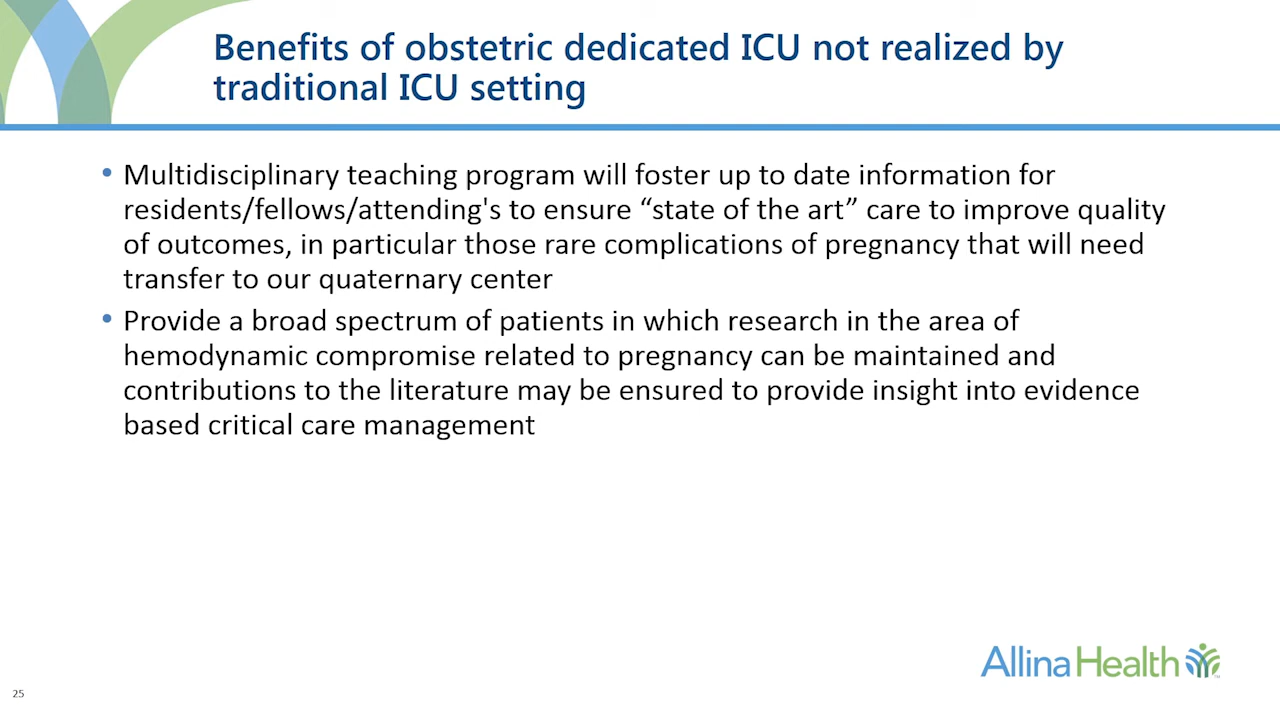 Benefits of obstetric dedicated ICU not realized by
traditional ICU setting
• Multidisciplinary teaching program will foster up to date information for
residents/fellows/attending's to ensure “state of the art” care to improve quality
of outcomes, in particular those rare complications of pregnancy that will need
transfer to our quaternary center
• Provide a broad spectrum of patients in which research in the area of
hemodynamic compromise related to pregnancy can be maintained and
contributions to the literature may be ensured to provide insight into evidence
based critical care management
Allina Health
25